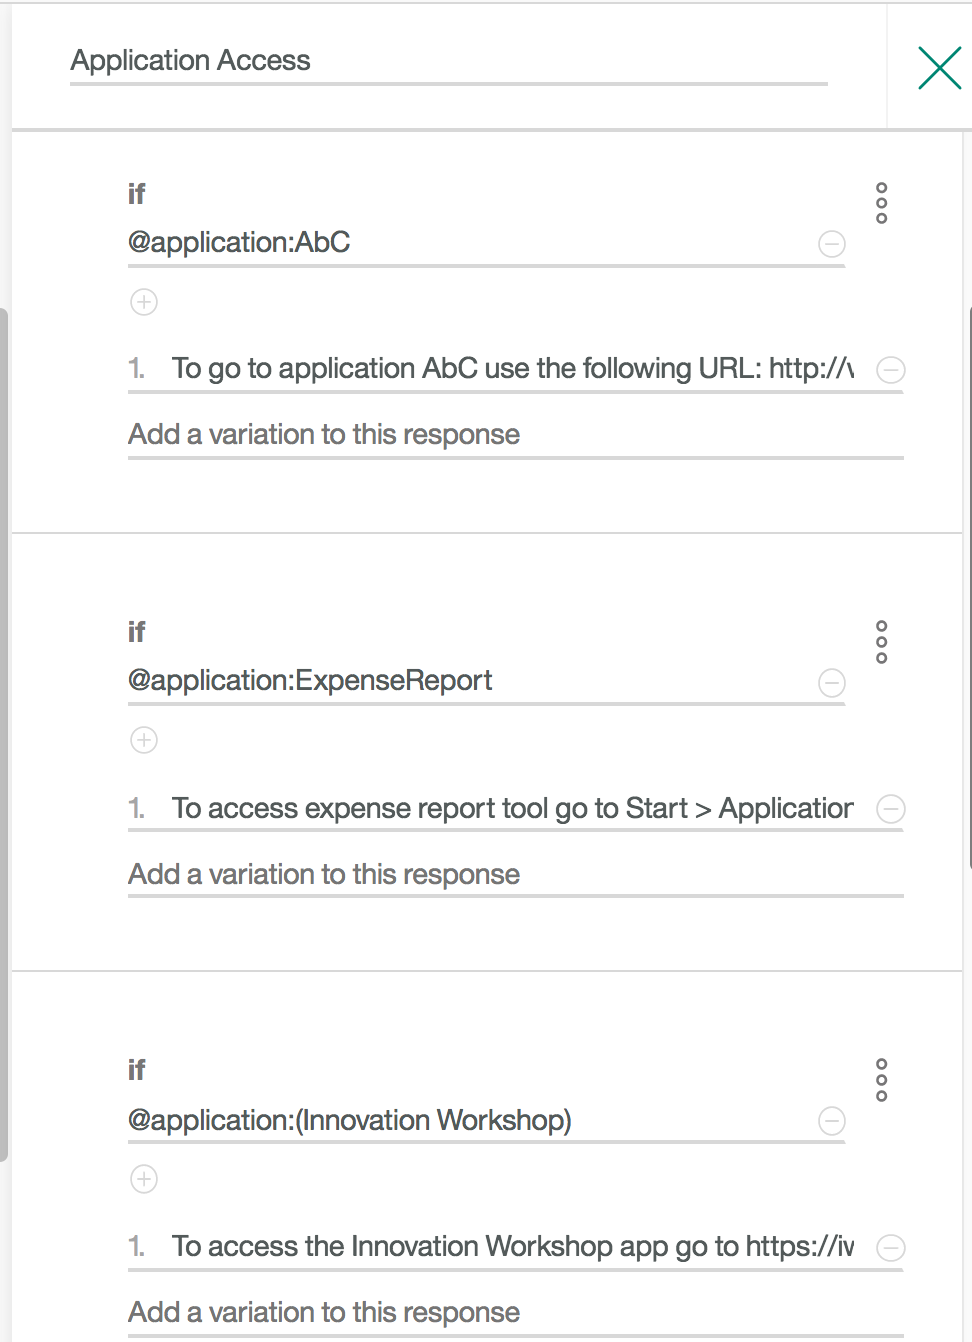 Application Access
if
@application:AbC
1. To go to application AbC use the following URL: http://
Add a variation to this response
if
@application:ExpenseReport
1. To access expense report tool go to Start > Application
Add a variation to this response
if
@application:(Innovation Workshop)
1. To access the Innovation Workshop app go to https://iv
Add a variation to this response